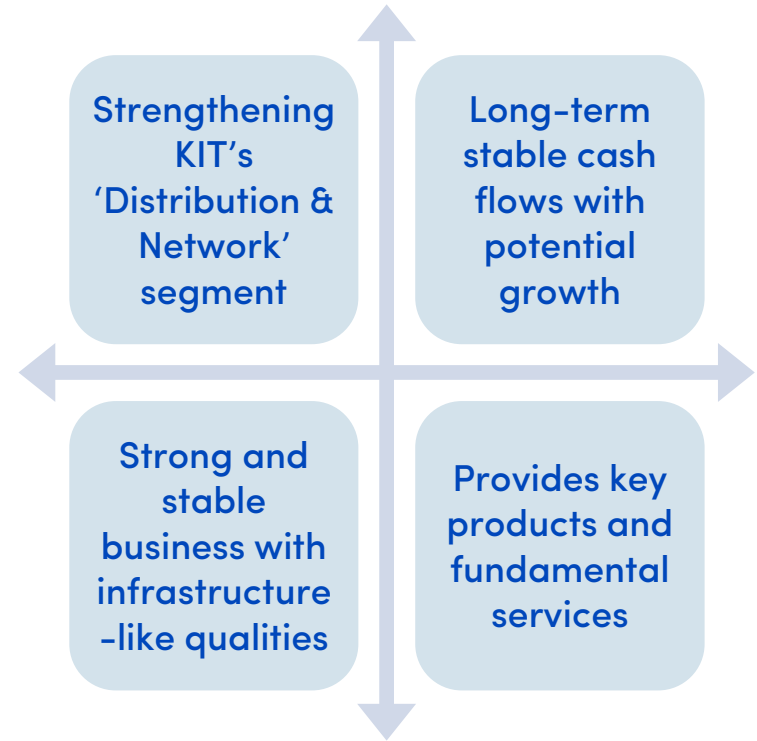 Strengthening
KIT’s
‘Distribution &
Network’
segment
Long-term
stable cash
flows with
potential
growth
Strong and
stable
business with
infrastructure
-like qualities
Provides key
products and
fundamental
services